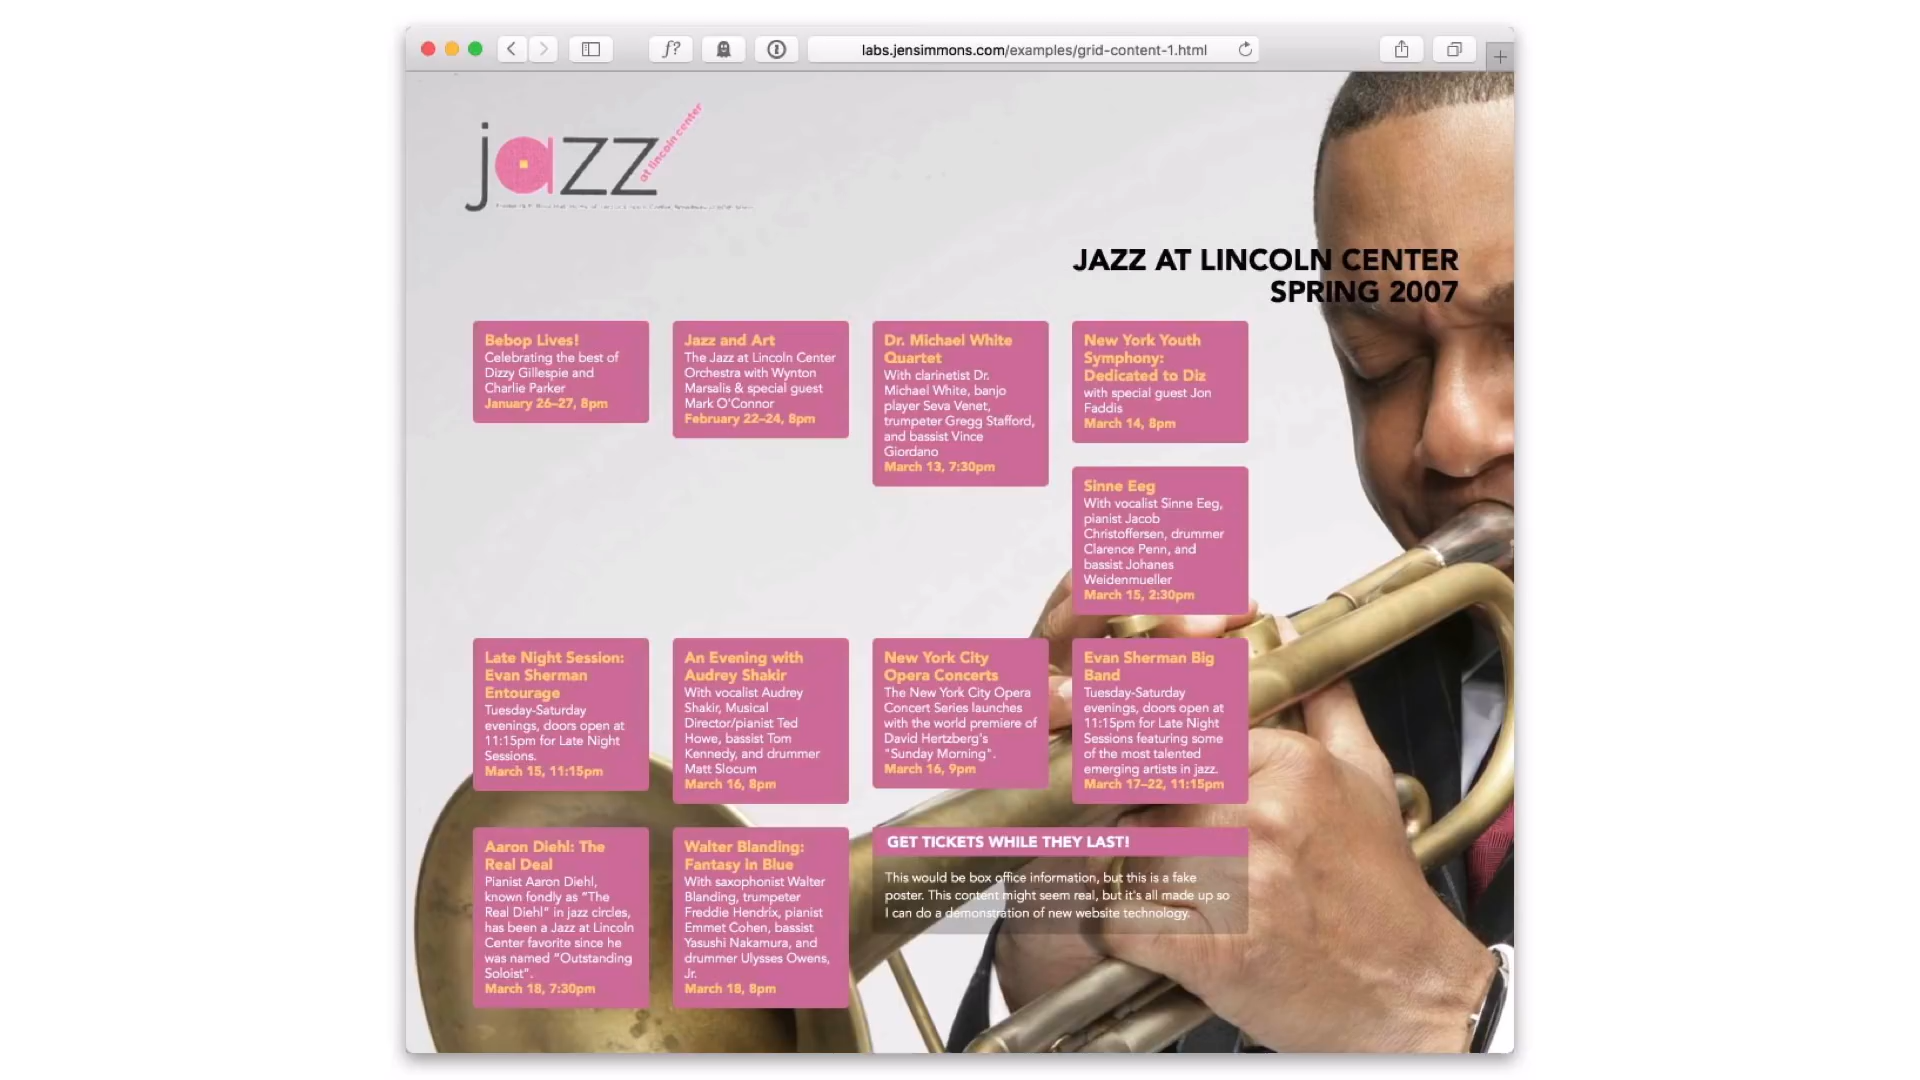 f?
labs.jensimmons.com/examples/grid-content-1.html
jazz
at lincoln center
JAZZ AT LINCOLN CENTER
SPRING 2007
Bebop Lives!
Celebrating the best of
Dizzy Gillespie and
Charlie Parker
January 26–27, 8pm
Jazz and Art
The Jazz at Lincoln Center
Orchestra with Wynton
Marsalis & special guest
Mark O'Connor
February 22–24, 8pm
Dr. Michael White
Quartet
With clarinetist Dr.
Michael White, banjo
player Seva Venet,
trumpeter Gregg Stafford,
and bassist Vince
Giordano
March 13, 7:30pm
New York Youth
Symphony:
Dedicated to Diz
with special guest Jon
Faddis
March 14, 8pm
Sinne Eeg
With vocalist Sinne Eeg,
pianist Jacob
Christoffersen, drummer
Clarence Penn, and
bassist Johanes
Weidenmueller
March 15, 2:30pm
Late Night Session:
Evan Sherman
Entourage
Tuesday-Saturday
evenings, doors open at
11:15pm for Late Night
Sessions.
March 15, 11:15pm
An Evening with
Audrey Shakir
With vocalist Audrey
Shakir, Musical
Director/pianist Ted
Howe, bassist Tom
Kennedy, and drummer
Matt Slocum
March 16, 8pm
New York City
Opera Concerts
The New York City Opera
Concert Series launches
with the world premiere of
David Hertzberg's
"Sunday Morning".
March 16, 9pm
Evan Sherman Big
Band
Tuesday-Saturday
evenings, doors open at
11:15pm for Late Night
Sessions featuring some
of the most talented
emerging artists in jazz.
March 17–22, 11:15pm
Aaron Diehl: The
Real Deal
Pianist Aaron Diehl,
known fondly as “The
Real Diehl” in jazz circles,
has been a Jazz at Lincoln
Center favorite since he
was named “Outstanding
Soloist”.
March 18, 7:30pm
Walter Blanding:
Fantasy in Blue
With saxophonist Walter
Blanding, trumpeter
Freddie Hendrix, pianist
Emmet Cohen, bassist
Yasushi Nakamura, and
drummer Ulysses Owens,
Jr.
March 18, 8pm
GET TICKETS WHILE THEY LAST!
This would be box office information, but this is a fake
poster. This content might seem real, but it's all made up so
I can do a demonstration of new website technology.